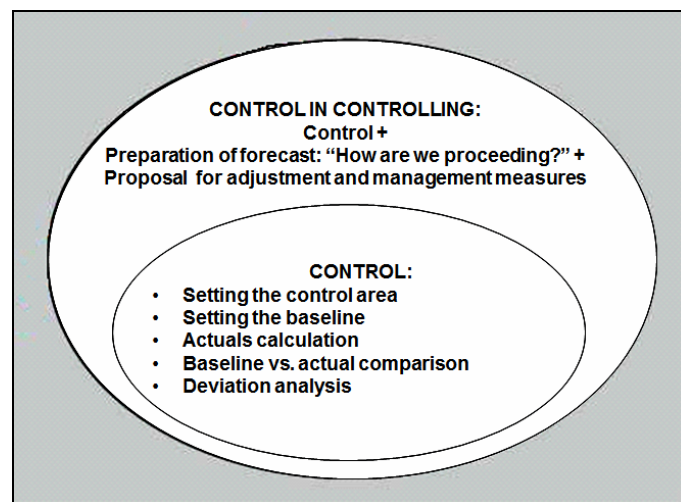 CONTROL IN CONTROLLING:
Control +
Preparation of forecast: “How are we proceeding?” +
Proposal for adjustment and management measures
CONTROL:
• Setting the control area
• Setting the baseline
• Actuals calculation
• Baseline vs. actual comparison
• Deviation analysis